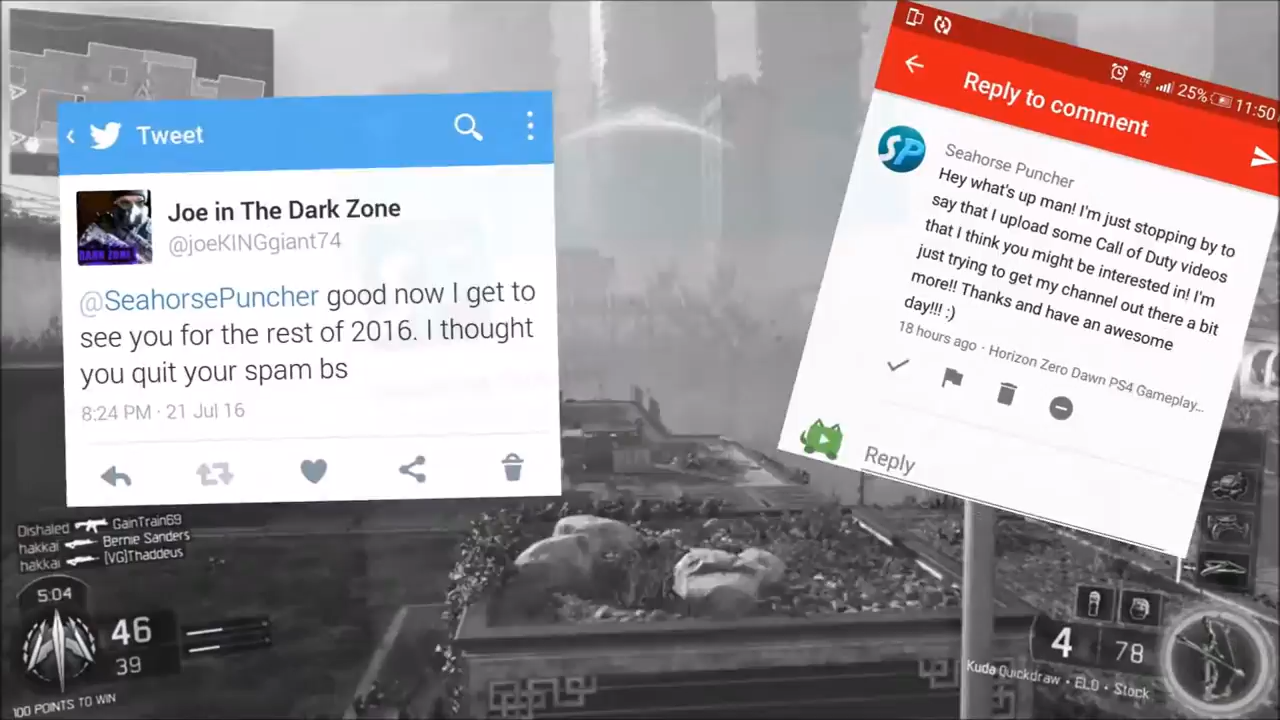 Tweet
Joe in The Dark Zone
@joeKINGgiant74
@SeahorsePuncher good now I get to
see you for the rest of 2016. I thought
you quit your spam bs
8:24 PM · 21 Jul 16
25% 11:50
Reply to comment
SP
Seahorse Puncher
Hey what's up man! I'm just stopping by to
say that I upload some Call of Duty videos
that I think you might be interested in! I'm
just trying to get my channel out there a bit
more!! Thanks and have an awesome
day!!! :)
18 hours ago · Horizon Zero Dawn PS4 Gameplay...
Reply
Dishaled GainTrain69
hakkai Bernie Sanders
hakkai [VG]Thaddeus
5:04
46
39
100 POINTS TO WIN
4 78
Kuda Quickdraw • ELO • Stock